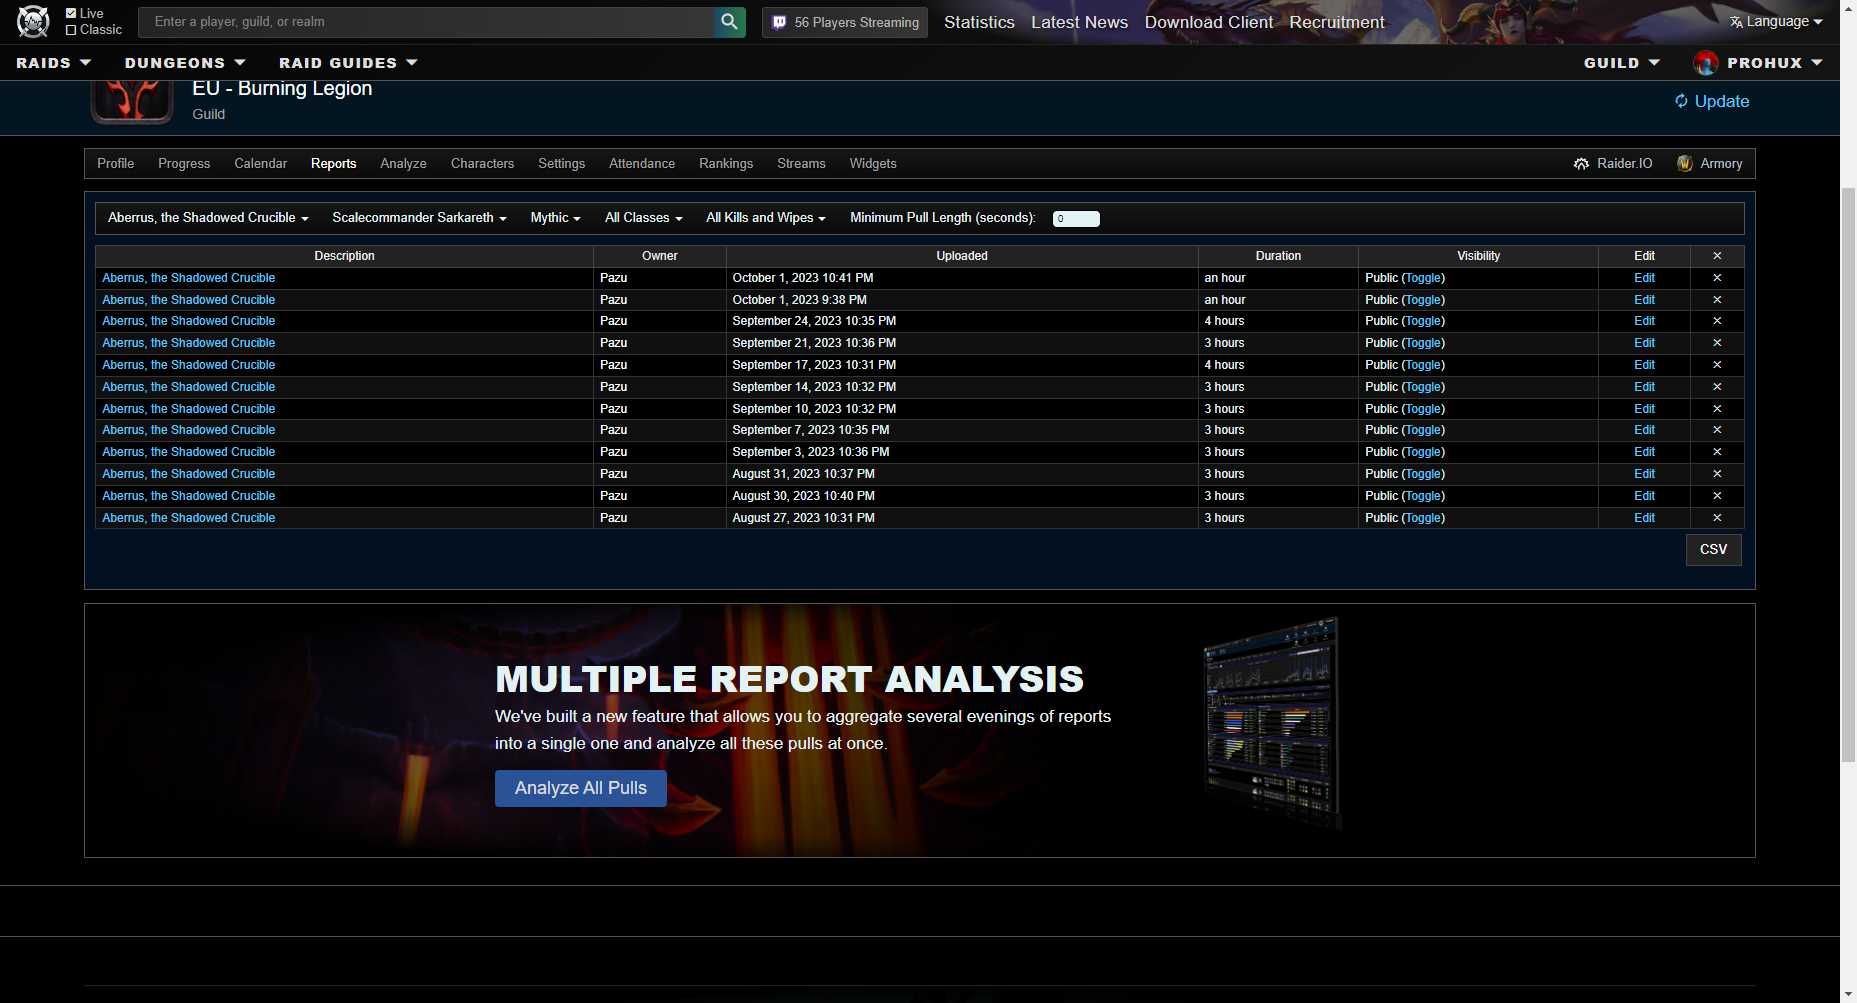 Live
Classic
Enter a player, guild, or realm
56 Players Streaming
Statistics Latest News Download Client Recruitment
Language
RAIDS DUNGEONS RAID GUIDES GUILD PROHUX
EU - Burning Legion
Guild
Update
Profile Progress Calendar Reports Analyze Characters Settings Attendance Rankings Streams Widgets Raider.IO Armory
Aberrus, the Shadowed Crucible Scalecommander Sarkareth Mythic All Classes All Kills and Wipes Minimum Pull Length (seconds): 0
Description Owner Uploaded Duration Visibility Edit ×
Aberrus, the Shadowed Crucible Pazu October 1, 2023 10:41 PM an hour Public (Toggle) Edit ×
Aberrus, the Shadowed Crucible Pazu October 1, 2023 9:38 PM an hour Public (Toggle) Edit ×
Aberrus, the Shadowed Crucible Pazu September 24, 2023 10:35 PM 4 hours Public (Toggle) Edit ×
Aberrus, the Shadowed Crucible Pazu September 21, 2023 10:36 PM 3 hours Public (Toggle) Edit ×
Aberrus, the Shadowed Crucible Pazu September 17, 2023 10:31 PM 4 hours Public (Toggle) Edit ×
Aberrus, the Shadowed Crucible Pazu September 14, 2023 10:32 PM 3 hours Public (Toggle) Edit ×
Aberrus, the Shadowed Crucible Pazu September 10, 2023 10:32 PM 3 hours Public (Toggle) Edit ×
Aberrus, the Shadowed Crucible Pazu September 7, 2023 10:35 PM 3 hours Public (Toggle) Edit ×
Aberrus, the Shadowed Crucible Pazu September 3, 2023 10:36 PM 3 hours Public (Toggle) Edit ×
Aberrus, the Shadowed Crucible Pazu August 31, 2023 10:37 PM 3 hours Public (Toggle) Edit ×
Aberrus, the Shadowed Crucible Pazu August 30, 2023 10:40 PM 3 hours Public (Toggle) Edit ×
Aberrus, the Shadowed Crucible Pazu August 27, 2023 10:31 PM 3 hours Public (Toggle) Edit ×
CSV
MULTIPLE REPORT ANALYSIS
We've built a new feature that allows you to aggregate several evenings of reports
into a single one and analyze all these pulls at once.
Analyze All Pulls